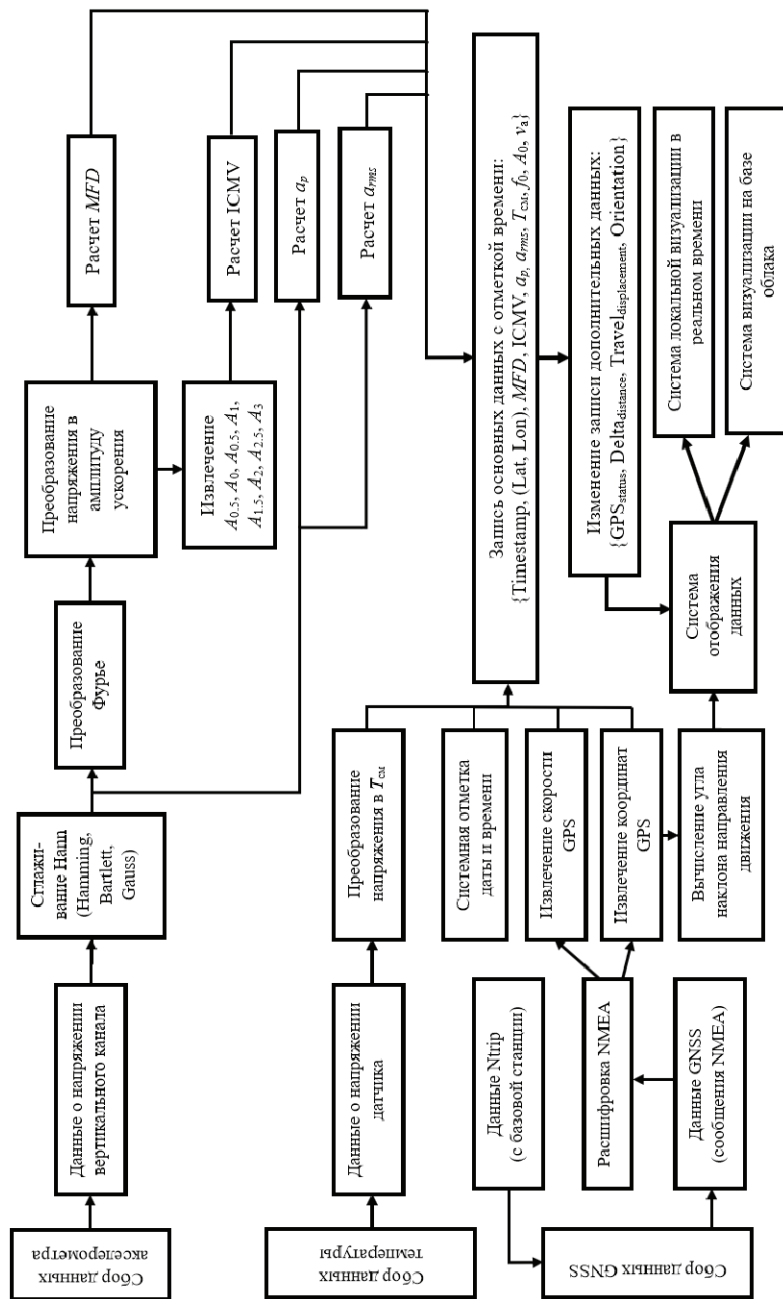 Сбор данных
акселерометра
Данные о напряжении
вертикального канала
Сглажи-
вание Hann
(Hamming,
Bartlett,
Gauss)
Преобразование
Фурье
Преобразование
напряжения в
амплитуду
ускорения
Расчет MFD
Извлечение
A0.5, A0, A0.5, A1,
A1.5, A2, A2.5, A3
Расчет ICMV
Расчет ap
Расчет arms
Сбор данных
температуры
Данные о напряжении
датчика
Преобразование
напряжения в Tсм
Системная отметка
даты и времени
Извлечение скорости
GPS
Извлечение координат
GPS
Вычисление угла
наклона направления
движения
Сбор данных GNSS
Данные Ntrip
(с базовой станции)
Расшифровка NMEA
Данные GNSS
(сообщения NMEA)
Запись основных данных с отметкой времени:
{Timestamp, (Lat, Lon), MFD, ICMV, ap, arms, Tсм, f0, A0, va}
Изменение записи дополнительных данных:
{GPSstatus, Deltadistance, Traveldisplacement, Orientation}
Система
отображения
данных
Система локальной визуализации в
реальном времени
Система визуализации на базе
облака